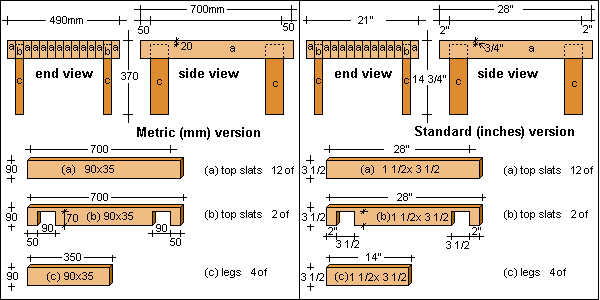 490mm
700mm
50
50
a b a a a a a a a a a a b a
20
a
c
c
c
c
370
end view
side view
Metric (mm) version
700
90
(a) 90x35
(a) top slats 12 of
700
90
70
(b) 90x35
(b) top slats 2 of
90
90
50
50
350
90
(c) 90x35
(c) legs 4 of
21"
28"
2"
2"
a b a a a a a a a a a a b a
3/4"
a
c
c
c
c
14 3/4"
end view
side view
Standard (inches) version
28"
3 1/2
(a) 1 1/2x 3 1/2
(a) top slats 12 of
28"
3 1/2
(b)1 1/2x 3 1/2
(b) top slats 2 of
2"
2"
3 1/2
3 1/2
14"
3 1/2
(c)1 1/2x 3 1/2
(c) legs 4 of